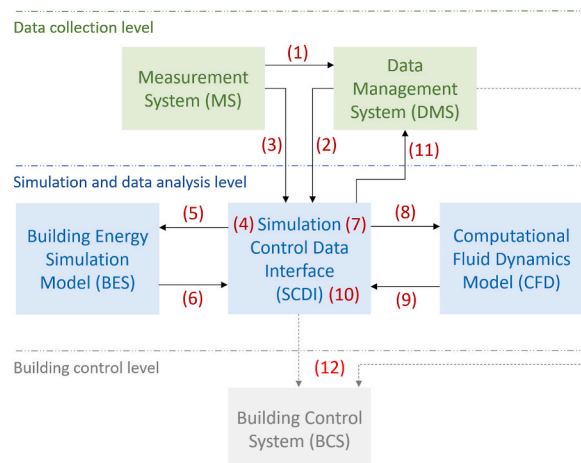 Data collection level
(1)
Measurement
System (MS)
Data
Management
System (DMS)
(3)
(2)
(11)
Simulation and data analysis level
(5)
(8)
Building Energy
Simulation
Model (BES)
(4) Simulation (7)
Control Data
Interface
(SCDI) (10)
Computational
Fluid Dynamics
Model (CFD)
(6)
(9)
Building control level
(12)
Building Control
System (BCS)